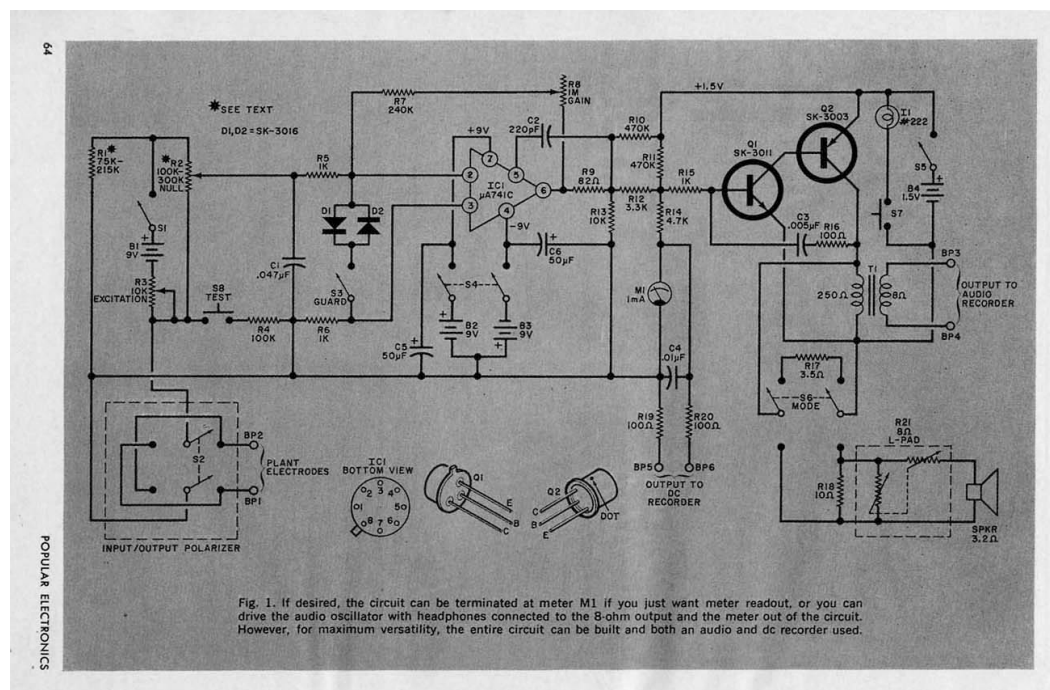 64
POPULAR ELECTRONICS
✱SEE TEXT
D1,D2=SK-3016
R1✱
75K-
215K
✱R2
100K-
300K
NULL
S1
B1
9V
R3
10K
EXCITATION
S8
TEST
R4
100K
C1
.047µF
R5
1K
R6
1K
D1
D2
S3
GUARD
R7
240K
R8
1M
GAIN
+9V
C2
220pF
2
3
7
5
6
4
IC1
µA741C
-9V
C6
50µF
C5
50µF
S4
B2
9V
B3
9V
R9
82Ω
R10
470K
R11
470K
R12
3.3K
R13
10K
R14
4.7K
R15
1K
M1
1mA
C4
.01µF
R19
100Ω
R20
100Ω
BP5
BP6
OUTPUT TO
DC
RECORDER
+1.5V
Q1
SK-3011
Q2
SK-3003
I1
#222
S5
B4
1.5V
S7
C3
.005µF
R16
100Ω
T1
250Ω
8Ω
BP3
BP4
OUTPUT TO
AUDIO
RECORDER
R17
3.5Ω
S6
MODE
R18
10Ω
R21
8Ω
L-PAD
SPKR
3.2Ω
S2
BP2
BP1
PLANT
ELECTRODES
INPUT/OUTPUT POLARIZER
IC1
BOTTOM VIEW
1
2
3
4
5
6
7
8
Q1
E
B
C
Q2
C
B
E
DOT
Fig. 1. If desired, the circuit can be terminated at meter M1 if you just want meter readout, or you can
drive the audio oscillator with headphones connected to the 8-ohm output and the meter out of the circuit.
However, for maximum versatility, the entire circuit can be built and both an audio and dc recorder used.